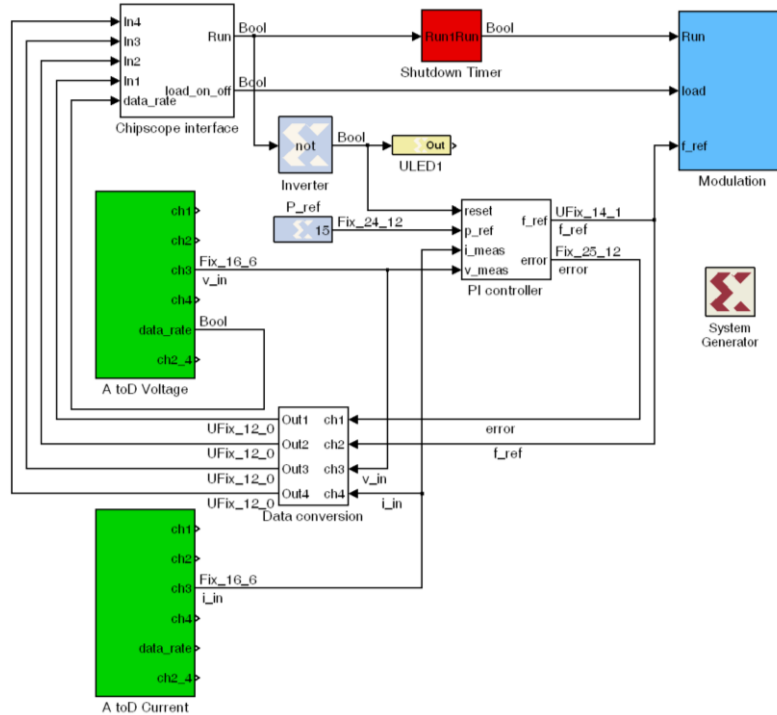 In4
In3
In2
In1
data_rate
Run
load_on_off
Chipscope interface
Bool
Bool
Run1 Run
Shutdown Timer
Bool
Run
load
f_ref
Modulation
not
Inverter
Bool
Out
ULED1
P_ref
15
Fix_24_12
reset
p_ref
i_meas
v_meas
f_ref
error
PI controller
UFix_14_1
f_ref
Fix_25_12
error
System
Generator
ch1
ch2
ch3
ch4
data_rate
ch2_4
A toD Voltage
Fix_16_6
v_in
Bool
Out1
Out2
Out3
Out4
ch1
ch2
ch3
ch4
Data conversion
UFix_12_0
UFix_12_0
UFix_12_0
UFix_12_0
error
f_ref
v_in
i_in
ch1
ch2
ch3
ch4
data_rate
ch2_4
A toD Current
Fix_16_6
i_in